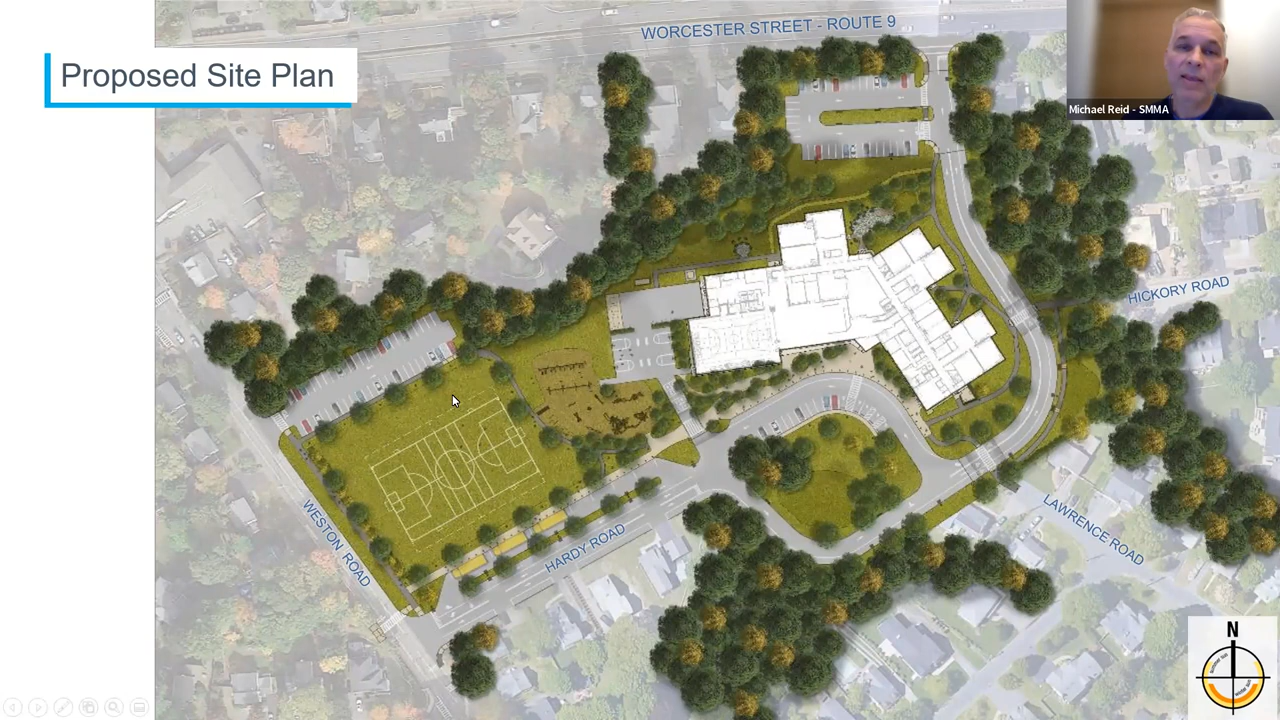 Proposed Site Plan
WORCESTER STREET - ROUTE 9
Michael Reid - SMMA
HICKORY ROAD
WESTON ROAD
HARDY ROAD
LAWRENCE ROAD
N